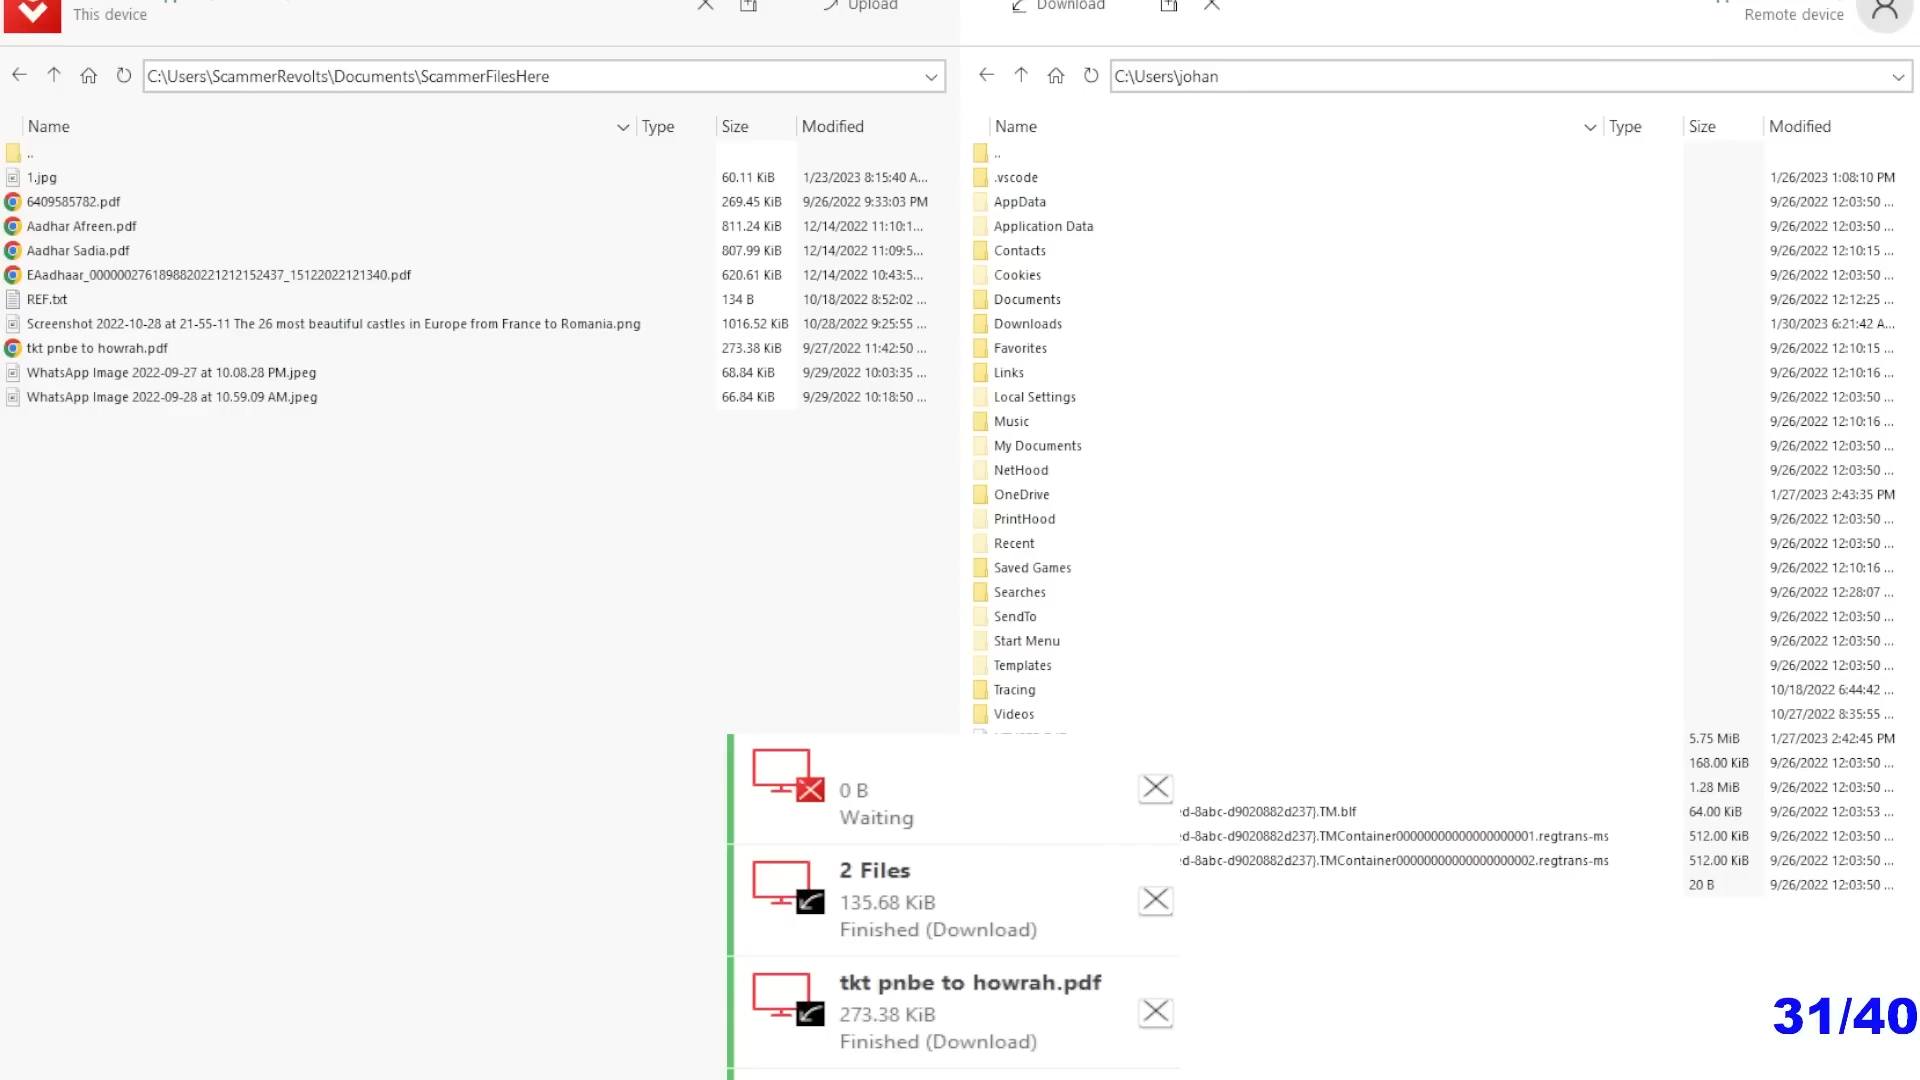 This device
Upload
Download
Remote device
C:\Users\ScammerRevolts\Documents\ScammerFilesHere
C:\Users\johan
Name Type Size Modified
..
1.jpg 60.11 KiB 1/23/2023 8:15:40 A...
6409585782.pdf 269.45 KiB 9/26/2022 9:33:03 PM
Aadhar Afreen.pdf 811.24 KiB 12/14/2022 11:10:1...
Aadhar Sadia.pdf 807.99 KiB 12/14/2022 11:09:5...
EAadhaar_0000002761898820221212152437_15122022121340.pdf 620.61 KiB 12/14/2022 10:43:5...
REF.txt 134 B 10/18/2022 8:52:02 ...
Screenshot 2022-10-28 at 21-55-11 The 26 most beautiful castles in Europe from France to Romania.png 1016.52 KiB 10/28/2022 9:25:55 ...
tkt pnbe to howrah.pdf 273.38 KiB 9/27/2022 11:42:50 ...
WhatsApp Image 2022-09-27 at 10.08.28 PM.jpeg 68.84 KiB 9/29/2022 10:03:35 ...
WhatsApp Image 2022-09-28 at 10.59.09 AM.jpeg 66.84 KiB 9/29/2022 10:18:50 ...
Name Type Size Modified
..
.vscode 1/26/2023 1:08:10 PM
AppData 9/26/2022 12:03:50 ...
Application Data 9/26/2022 12:03:50 ...
Contacts 9/26/2022 12:10:15 ...
Cookies 9/26/2022 12:03:50 ...
Documents 9/26/2022 12:12:25 ...
Downloads 1/30/2023 6:21:42 A...
Favorites 9/26/2022 12:10:15 ...
Links 9/26/2022 12:10:16 ...
Local Settings 9/26/2022 12:03:50 ...
Music 9/26/2022 12:10:16 ...
My Documents 9/26/2022 12:03:50 ...
NetHood 9/26/2022 12:03:50 ...
OneDrive 1/27/2023 2:43:35 PM
PrintHood 9/26/2022 12:03:50 ...
Recent 9/26/2022 12:03:50 ...
Saved Games 9/26/2022 12:10:16 ...
Searches 9/26/2022 12:28:07 ...
SendTo 9/26/2022 12:03:50 ...
Start Menu 9/26/2022 12:03:50 ...
Templates 9/26/2022 12:03:50 ...
Tracing 10/18/2022 6:44:42 ...
Videos 10/27/2022 8:35:55 ...
5.75 MiB 1/27/2023 2:42:45 PM
168.00 KiB 9/26/2022 12:03:50 ...
1.28 MiB 9/26/2022 12:03:50 ...
ed-8abc-d9020882d237}.TM.blf 64.00 KiB 9/26/2022 12:03:53 ...
ed-8abc-d9020882d237}.TMContainer00000000000000000001.regtrans-ms 512.00 KiB 9/26/2022 12:03:50 ...
ed-8abc-d9020882d237}.TMContainer00000000000000000002.regtrans-ms 512.00 KiB 9/26/2022 12:03:50 ...
20 B 9/26/2022 12:03:50 ...
0 B
Waiting
2 Files
135.68 KiB
Finished (Download)
tkt pnbe to howrah.pdf
273.38 KiB
Finished (Download)
31/40